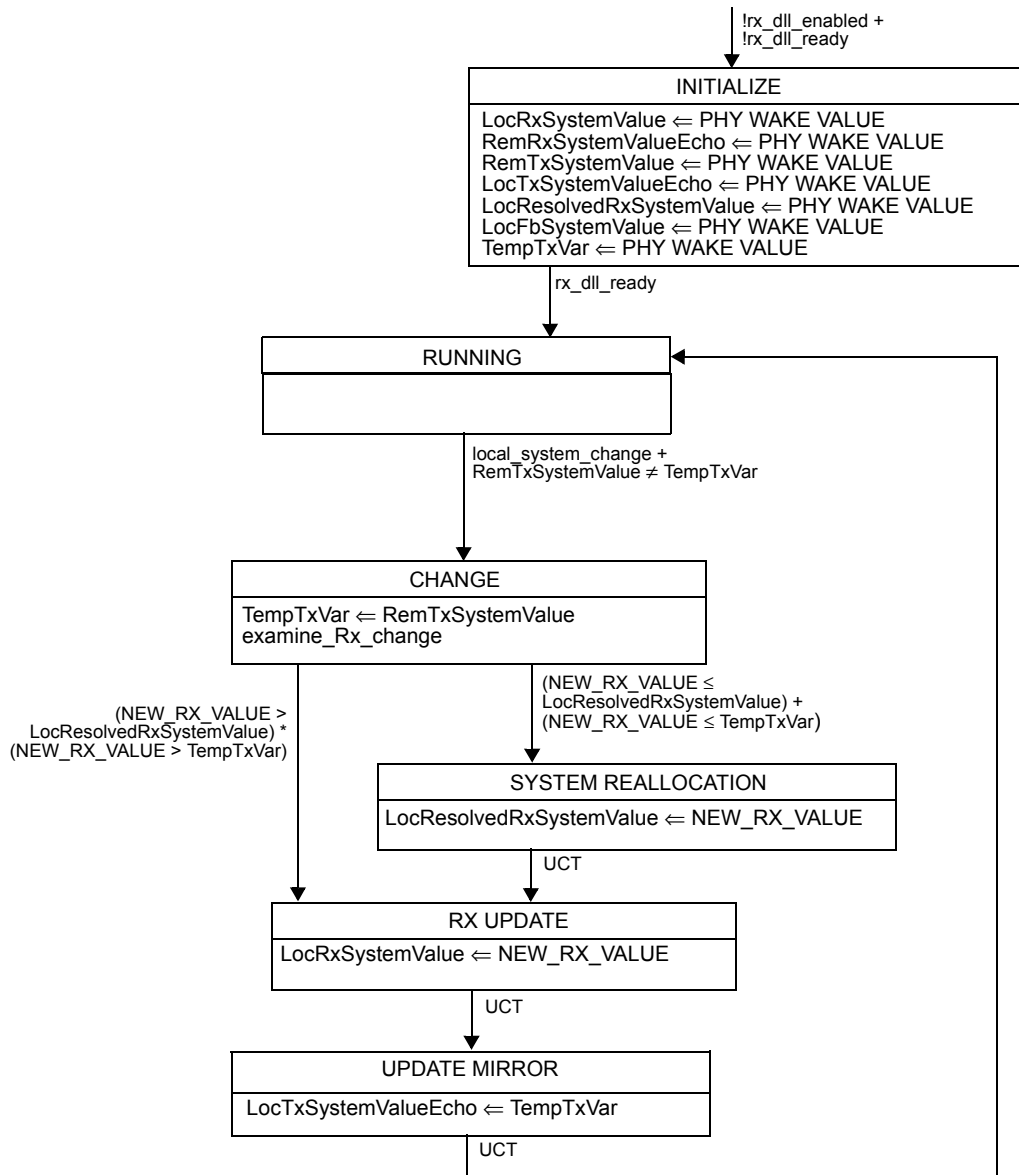 !rx_dll_enabled +
!rx_dll_ready
INITIALIZE
LocRxSystemValue ⇐ PHY WAKE VALUE
RemRxSystemValueEcho ⇐ PHY WAKE VALUE
RemTxSystemValue ⇐ PHY WAKE VALUE
LocTxSystemValueEcho ⇐ PHY WAKE VALUE
LocResolvedRxSystemValue ⇐ PHY WAKE VALUE
LocFbSystemValue ⇐ PHY WAKE VALUE
TempTxVar ⇐ PHY WAKE VALUE
rx_dll_ready
RUNNING
local_system_change +
RemTxSystemValue ≠ TempTxVar
CHANGE
TempTxVar ⇐ RemTxSystemValue
examine_Rx_change
(NEW_RX_VALUE >
LocResolvedRxSystemValue) *
(NEW_RX_VALUE > TempTxVar)
(NEW_RX_VALUE ≤
LocResolvedRxSystemValue) +
(NEW_RX_VALUE ≤ TempTxVar)
SYSTEM REALLOCATION
LocResolvedRxSystemValue ⇐ NEW_RX_VALUE
UCT
RX UPDATE
LocRxSystemValue ⇐ NEW_RX_VALUE
UCT
UPDATE MIRROR
LocTxSystemValueEcho ⇐ TempTxVar
UCT